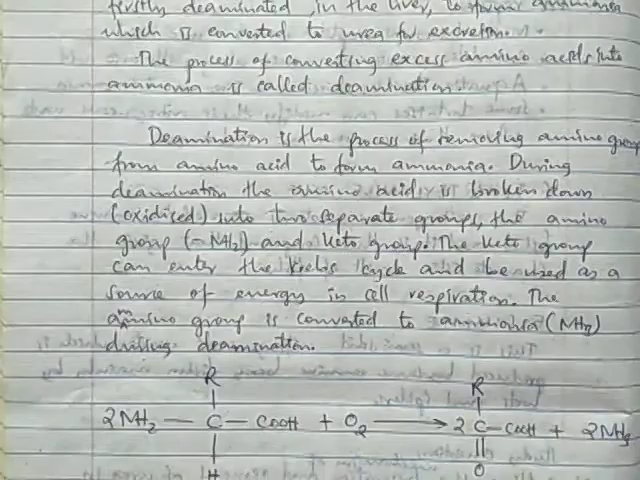 firstly deaminated in the liver, to form ammonia
which is converted to urea for excretion.
The process of converting excess amino acids into
ammonia is called deamination.
Deamination is the process of removing amino group
from amino acid to form ammonia. During
deamination the amino acid is broken down
(oxidised) into two separate groups, the amino
group (-NH2) and keto group. The keto group
can enter the krebs cycle and be used as a
source of energy in cell respiration. The
amino group is converted to ammonia (NH3)
during deamination.
R R
2NH2 — C — COOH + O2 → 2 C — COOH + 2NH3
H O